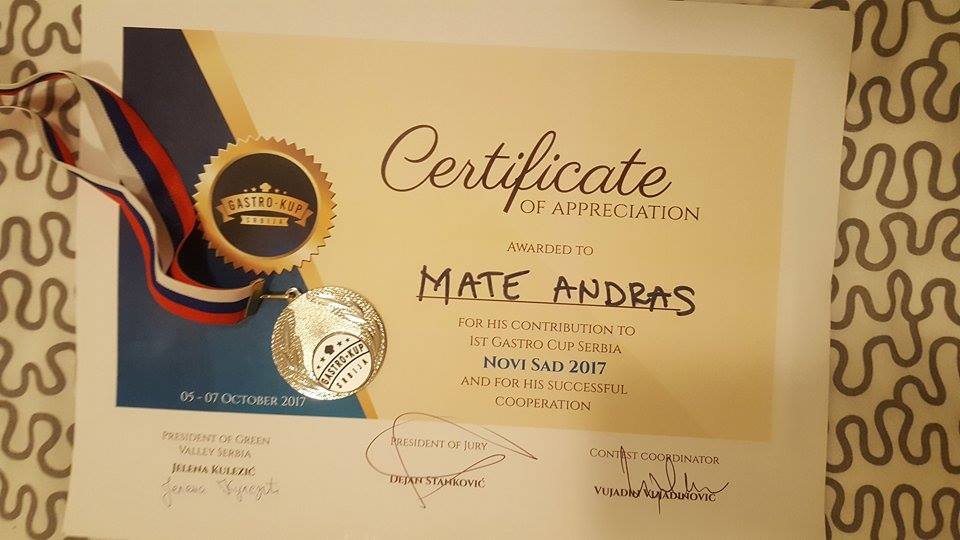 Certificate
OF APPRECIATION
AWARDED TO
MATE ANDRAS
FOR HIS CONTRIBUTION TO
1ST GASTRO CUP SERBIA
NOVI SAD 2017
AND FOR HIS SUCCESSFUL
COOPERATION
GASTRO-KUP
SRBIJA
GASTRO-KUP
SRBIJA
05 - 07 OCTOBER 2017
PRESIDENT OF GREEN
VALLEY SERBIA
JELENA KULEZIĆ
PRESIDENT OF JURY
DEJAN STANKOVIĆ
CONTEST COORDINATOR
VUJADIN VUJADINOVIĆ